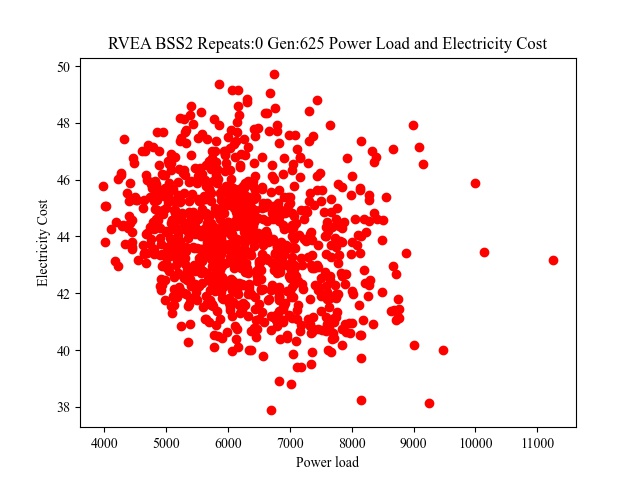 RVEA BSS2 Repeats:0 Gen:625 Power Load and Electricity Cost
50
48
46
44
42
40
38
Electricity Cost
4000 5000 6000 7000 8000 9000 10000 11000
Power load